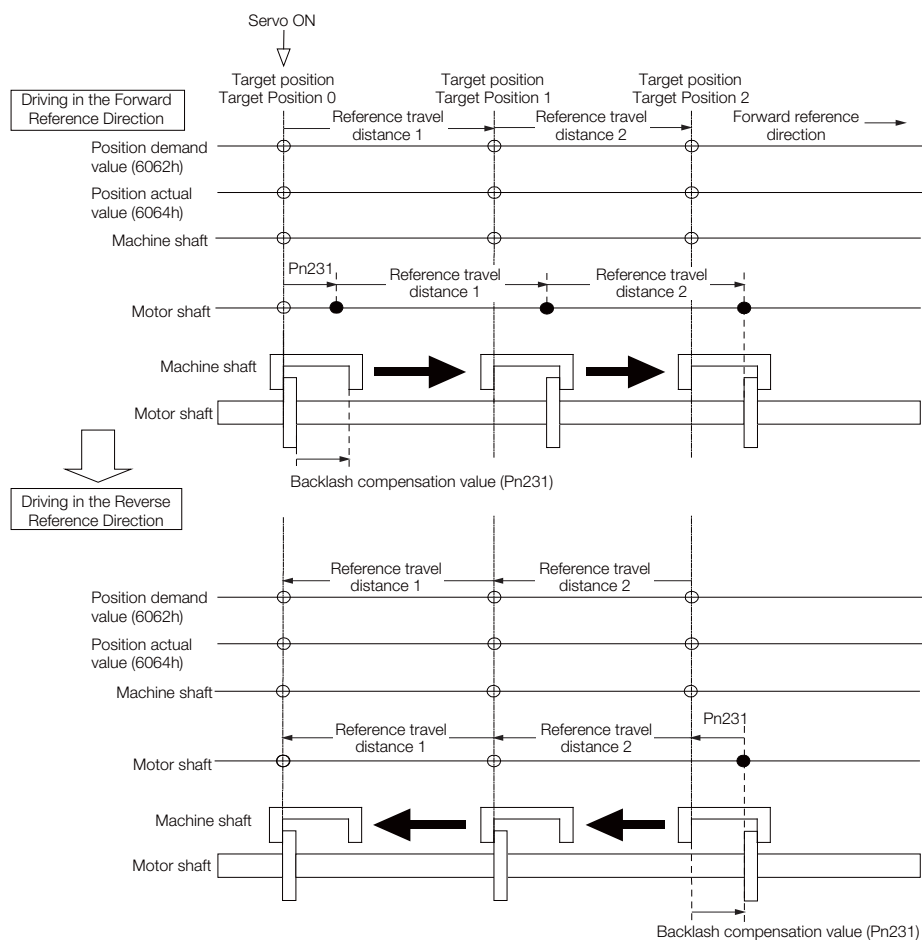 Servo ON
Target position
Target Position 0
Target position
Target Position 1
Target position
Target Position 2
Driving in the Forward
Reference Direction
Reference travel
distance 1
Reference travel
distance 2
Forward reference
direction
Position demand
value (6062h)
Position actual
value (6064h)
Machine shaft
Pn231
Reference travel
distance 1
Reference travel
distance 2
Motor shaft
Machine shaft
Motor shaft
Backlash compensation value (Pn231)
Driving in the Reverse
Reference Direction
Reference travel
distance 1
Reference travel
distance 2
Position demand
value (6062h)
Position actual
value (6064h)
Machine shaft
Reference travel
distance 1
Reference travel
distance 2
Pn231
Motor shaft
Machine shaft
Motor shaft
Backlash compensation value (Pn231)